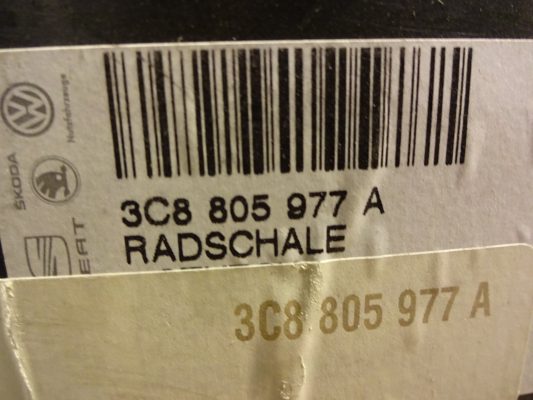 3C8 805 977 A
RADSCHALE
3C8 805 977 A
Nutzfahrzeuge
ŠKODA